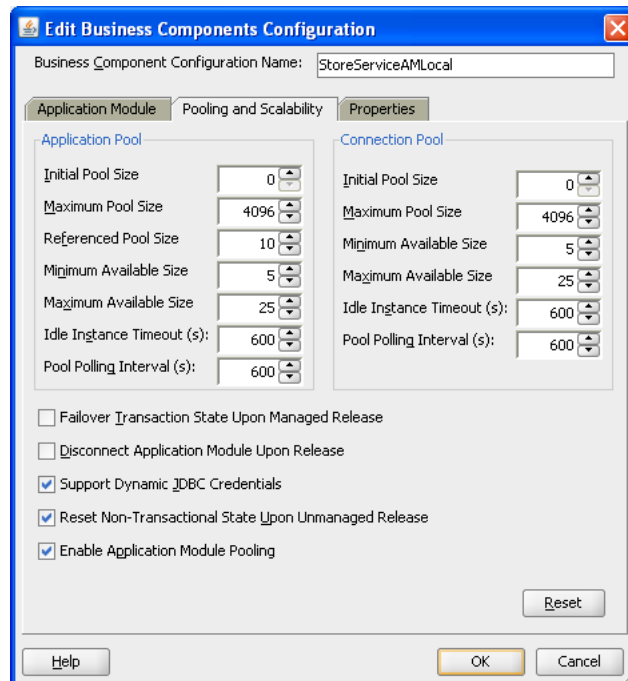 Edit Business Components Configuration
Business Component Configuration Name: StoreServiceAMLocal
Application Module Pooling and Scalability Properties
Application Pool
Initial Pool Size 0
Maximum Pool Size 4096
Referenced Pool Size 10
Minimum Available Size 5
Maximum Available Size 25
Idle Instance Timeout (s): 600
Pool Polling Interval (s): 600
Connection Pool
Initial Pool Size 0
Maximum Pool Size 4096
Minimum Available Size 5
Maximum Available Size 25
Idle Instance Timeout (s): 600
Pool Polling Interval (s): 600
Failover Transaction State Upon Managed Release
Disconnect Application Module Upon Release
Support Dynamic JDBC Credentials
Reset Non-Transactional State Upon Unmanaged Release
Enable Application Module Pooling
Reset
Help OK Cancel